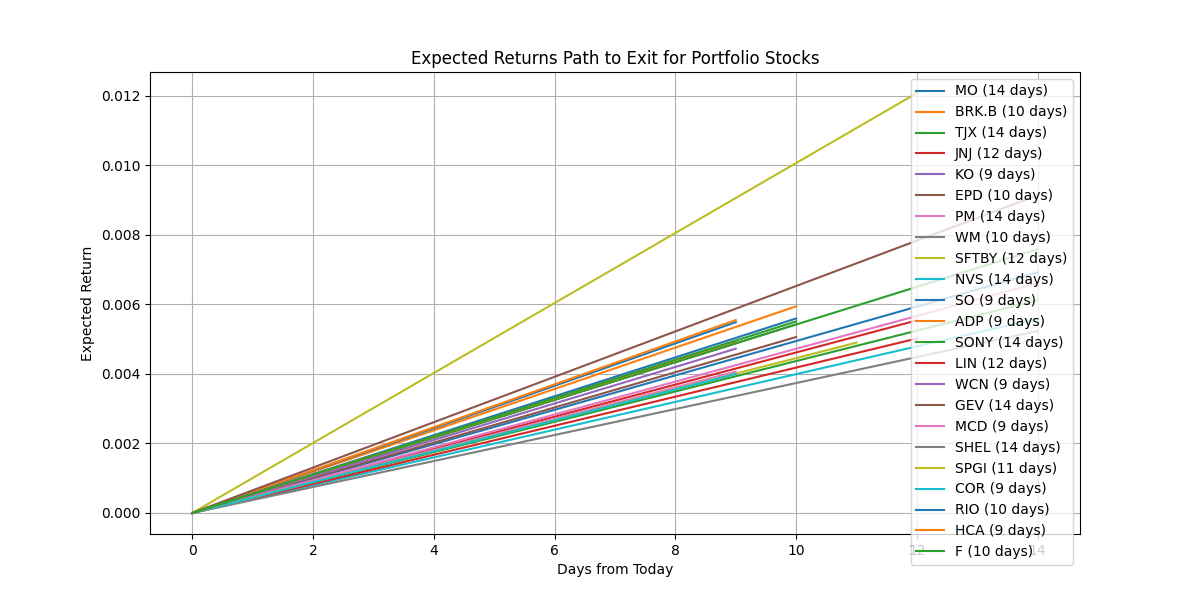 Expected Returns Path to Exit for Portfolio Stocks
Expected Return
0.012
0.010
0.008
0.006
0.004
0.002
0.000
0
2
4
6
8
10
12
14
Days from Today
MO (14 days)
BRK.B (10 days)
TJX (14 days)
JNJ (12 days)
KO (9 days)
EPD (10 days)
PM (14 days)
WM (10 days)
SFTBY (12 days)
NVS (14 days)
SO (9 days)
ADP (9 days)
SONY (14 days)
LIN (12 days)
WCN (9 days)
GEV (14 days)
MCD (9 days)
SHEL (14 days)
SPGI (11 days)
COR (9 days)
RIO (10 days)
HCA (9 days)
F (10 days)